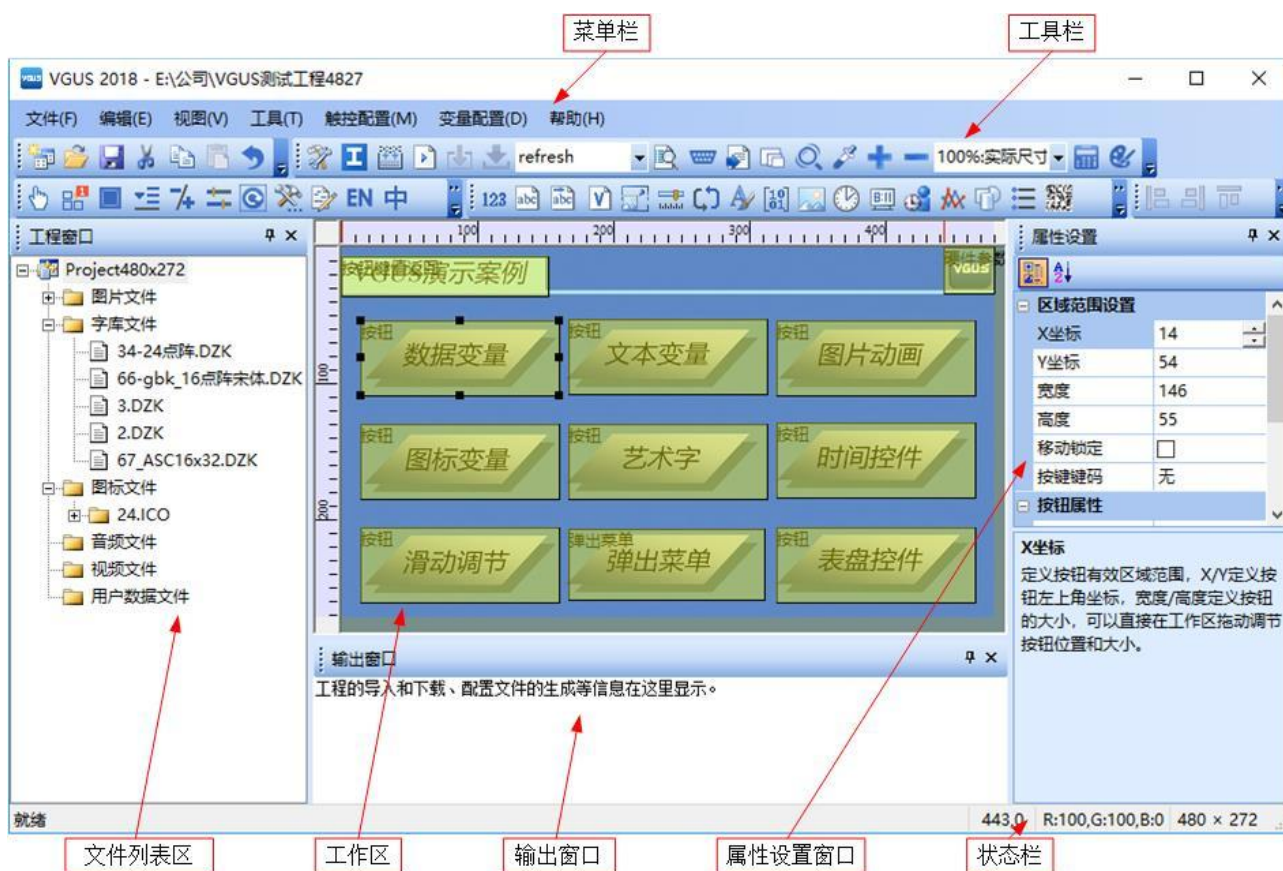 菜单栏
工具栏
VGUS 2018 - E:\公司\VGUS测试工程4827
文件(F) 编辑(E) 视图(V) 工具(T) 触控配置(M) 变量配置(D) 帮助(H)
refresh
100%:实际尺寸
EN 中
123 abc abc V
工程窗口
Project480x272
图片文件
字库文件
34-24点阵.DZK
66-gbk_16点阵宋体.DZK
3.DZK
2.DZK
67_ASC16x32.DZK
图标文件
24.ICO
音频文件
视频文件
用户数据文件
100 200 300 400
100
200
VGUS演示案例
VGUS
按钮 数据变量
按钮 文本变量
按钮 图片动画
按钮 图标变量
按钮 艺术字
按钮 时间控件
按钮 滑动调节
弹出菜单 弹出菜单
按钮 表盘控件
输出窗口
工程的导入和下载、配置文件的生成等信息在这里显示。
属性设置
区域范围设置
X坐标 14
Y坐标 54
宽度 146
高度 55
移动锁定
按键键码 无
按钮属性
X坐标
定义按钮有效区域范围，X/Y定义按
钮左上角坐标，宽度/高度定义按钮
的大小，可以直接在工作区拖动调节
按钮位置和大小。
就绪
443,0 R:100,G:100,B:0 480 × 272
文件列表区
工作区
输出窗口
属性设置窗口
状态栏